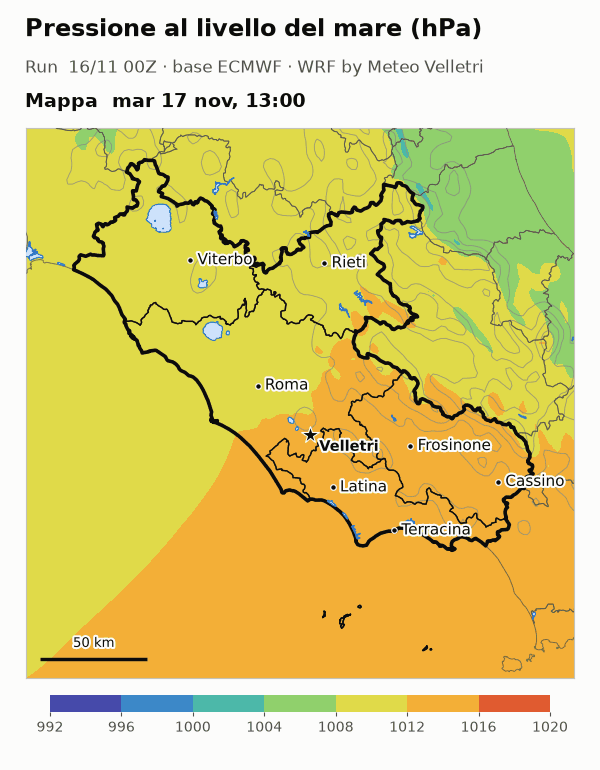 Pressione al livello del mare (hPa)
Run  16/11 00Z · base ECMWF · WRF by Meteo Velletri
Mappa  mar 17 nov, 13:00
Viterbo
Rieti
Roma
Velletri
Frosinone
Latina
Cassino
Terracina
50 km
992 996 1000 1004 1008 1012 1016 1020